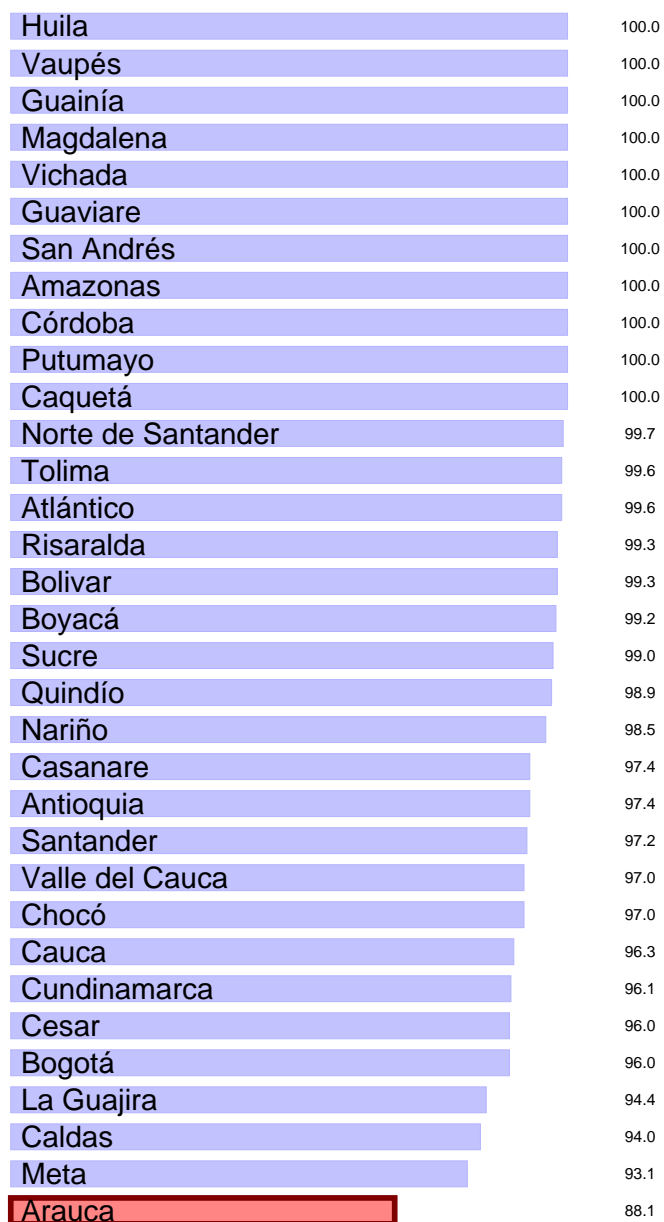 Huila 100.0
Vaupés 100.0
Guainía 100.0
Magdalena 100.0
Vichada 100.0
Guaviare 100.0
San Andrés 100.0
Amazonas 100.0
Córdoba 100.0
Putumayo 100.0
Caquetá 100.0
Norte de Santander 99.7
Tolima 99.6
Atlántico 99.6
Risaralda 99.3
Bolivar 99.3
Boyacá 99.2
Sucre 99.0
Quindío 98.9
Nariño 98.5
Casanare 97.4
Antioquia 97.4
Santander 97.2
Valle del Cauca 97.0
Chocó 97.0
Cauca 96.3
Cundinamarca 96.1
Cesar 96.0
Bogotá 96.0
La Guajira 94.4
Caldas 94.0
Meta 93.1
Arauca 88.1